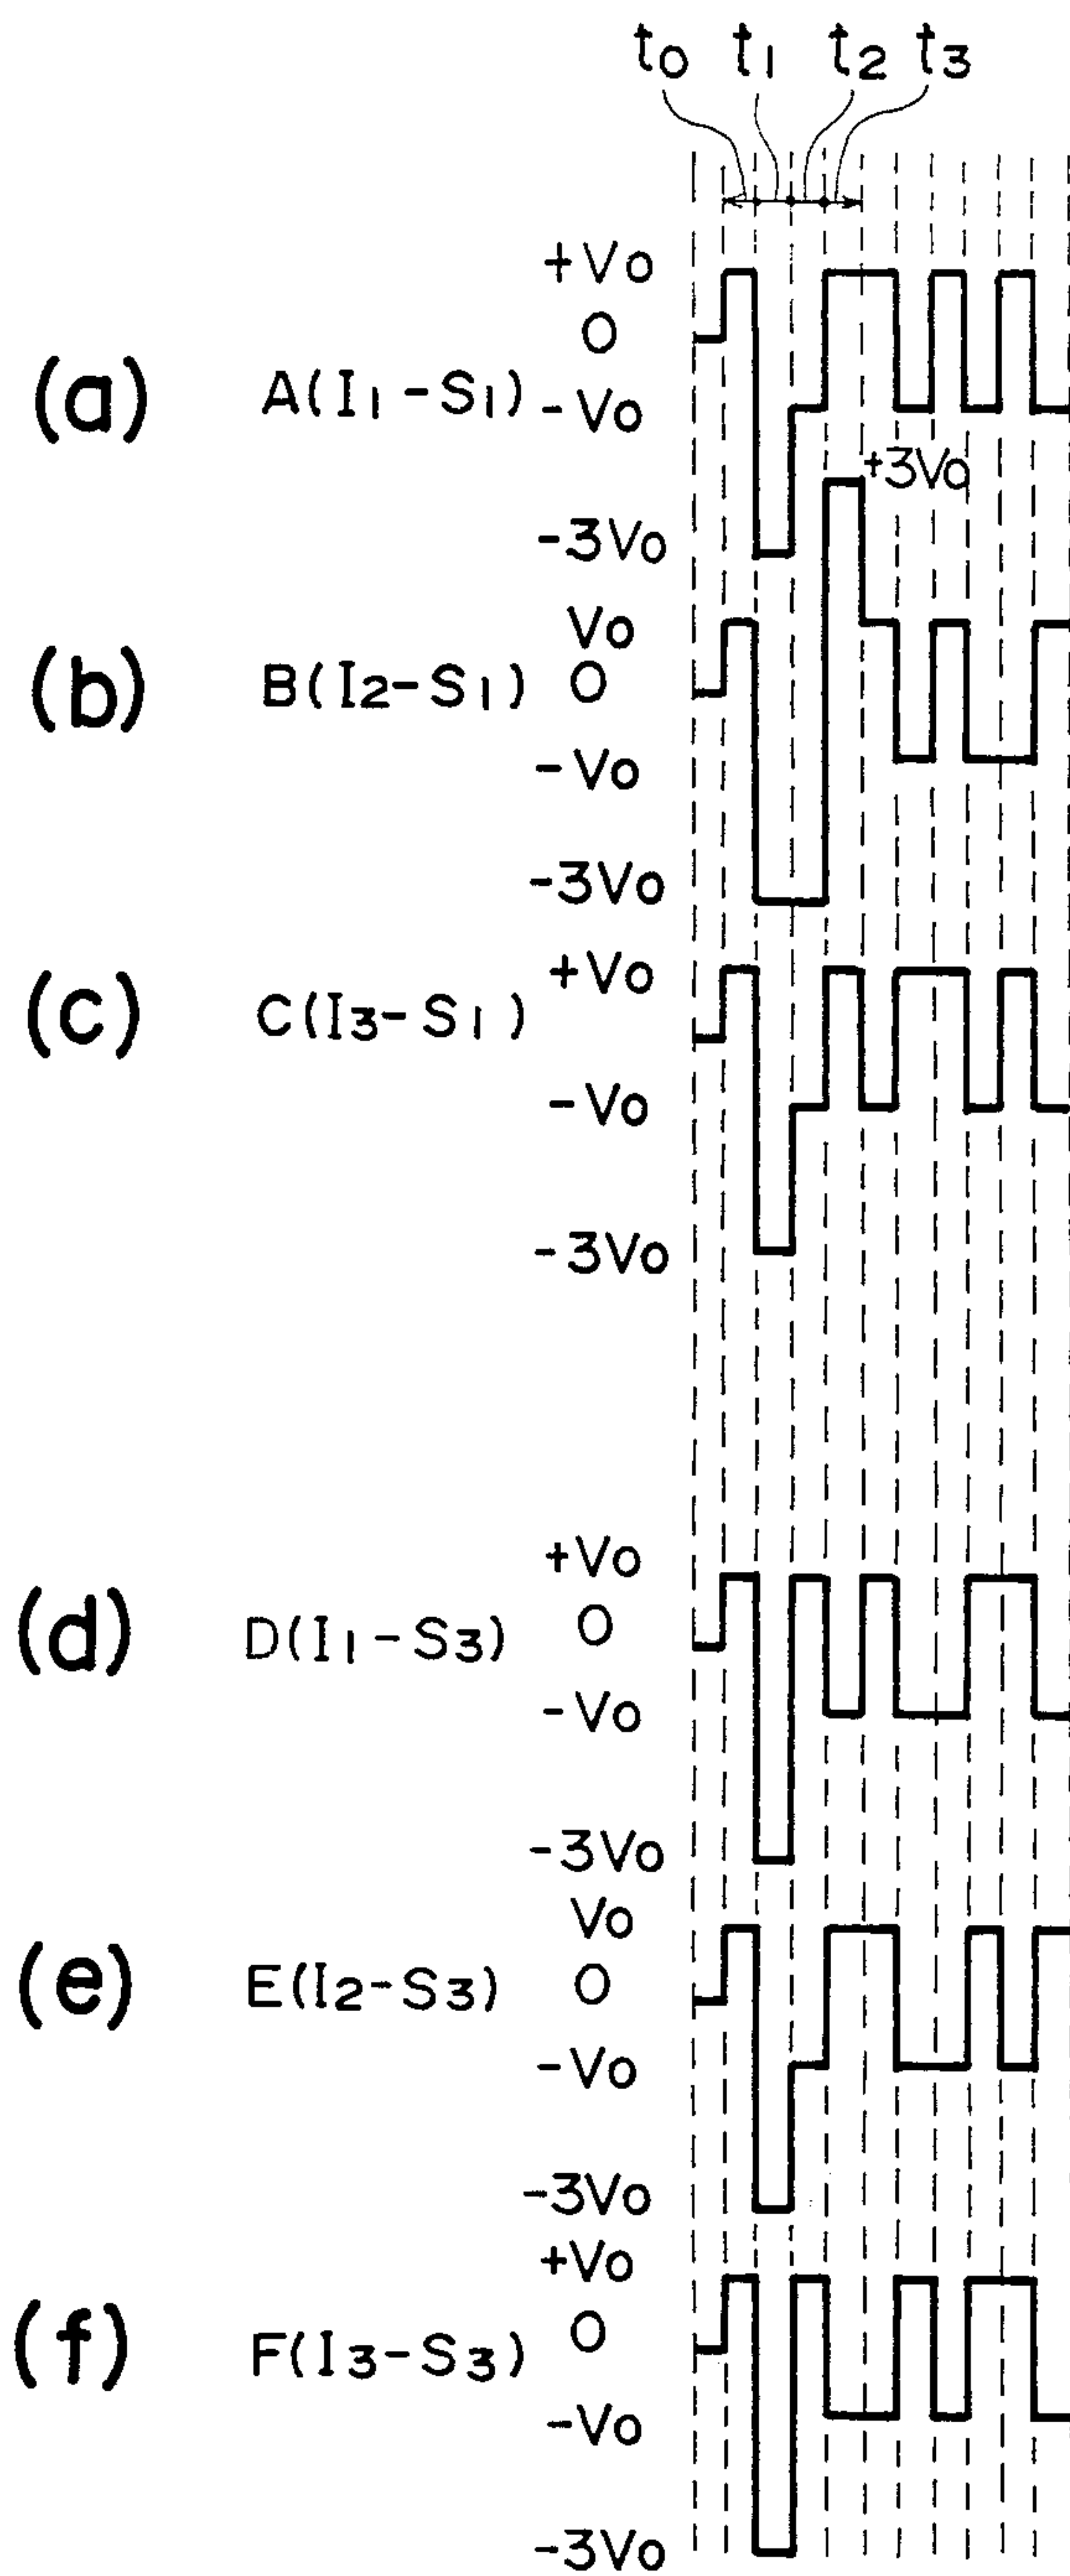 t0 t1 t2 t3
+Vo
0
(a) A(I1-S1) -Vo
+3Vo
-3Vo
Vo
(b) B(I2-S1) 0
-Vo
-3Vo
+Vo
(c) C(I3-S1)
-Vo
-3Vo
+Vo
(d) D(I1-S3) 0
-Vo
-3Vo
Vo
(e) E(I2-S3) 0
-Vo
-3Vo
+Vo
(f) F(I3-S3) 0
-Vo
-3Vo